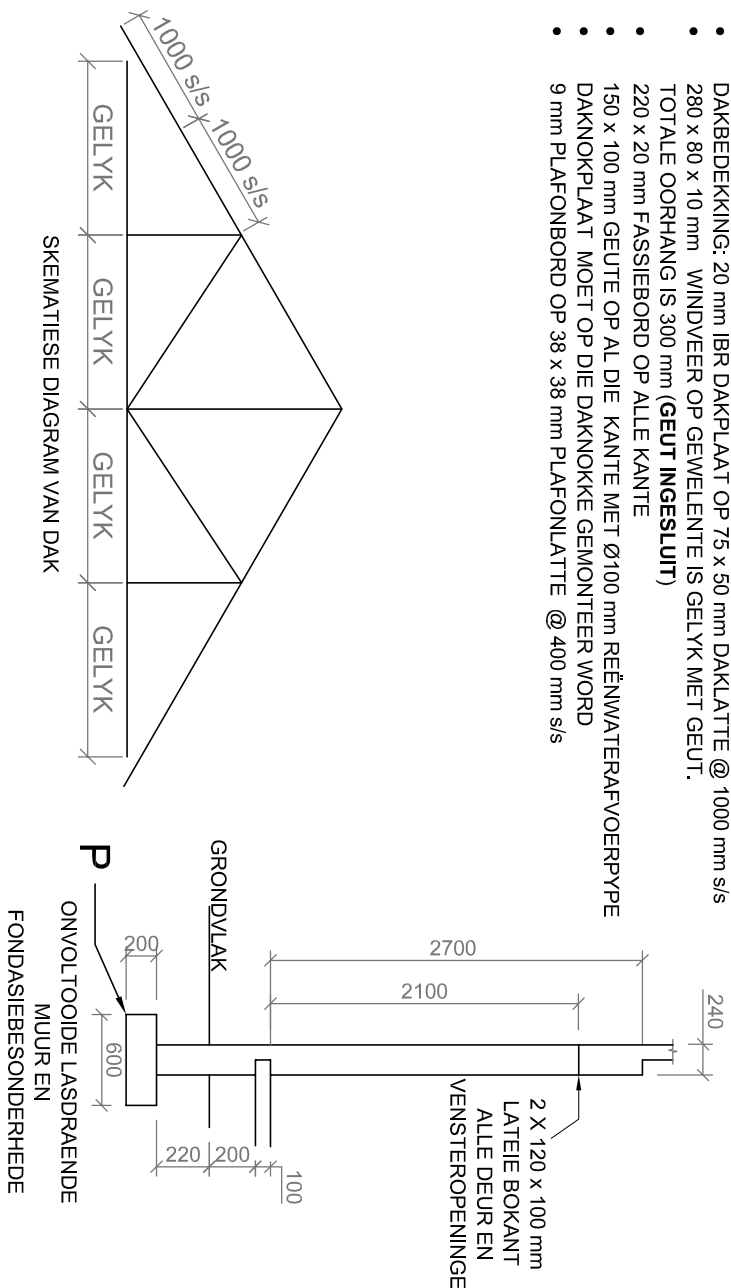 DAKBEDEKKING: 20 mm IBR DAKPLAAT OP 75 x 50 mm DAKLATTE @ 1000 mm s/s
280 x 80 x 10 mm WINDVEER OP GEWELENTE IS GELYK MET GEUT.
TOTALE OORHANG IS 300 mm (GEUT INGESLUIT)
220 x 20 mm FASSIEBORD OP ALLE KANTE
150 x 100 mm GEUTE OP AL DIE KANTE MET Ø100 mm REËNWATERAFVOERPYPE
DAKNOKPLAAT MOET OP DIE DAKNOKKE GEMONTEER WORD
9 mm PLAFONBORD OP 38 x 38 mm PLAFONLATTE @ 400 mm s/s
1000 s/s
1000 s/s
GELYK
GELYK
GELYK
GELYK
SKEMATIESE DIAGRAM VAN DAK
240
2700
2100
2 X 120 x 100 mm
LATEIE BOKANT
ALLE DEUR EN
VENSTEROPENINGE
GRONDVLAK
100
200
220
200
600
P
ONVOLTOOIDE LASDRAENDE
MUUR EN
FONDASIEBESONDERHEDE